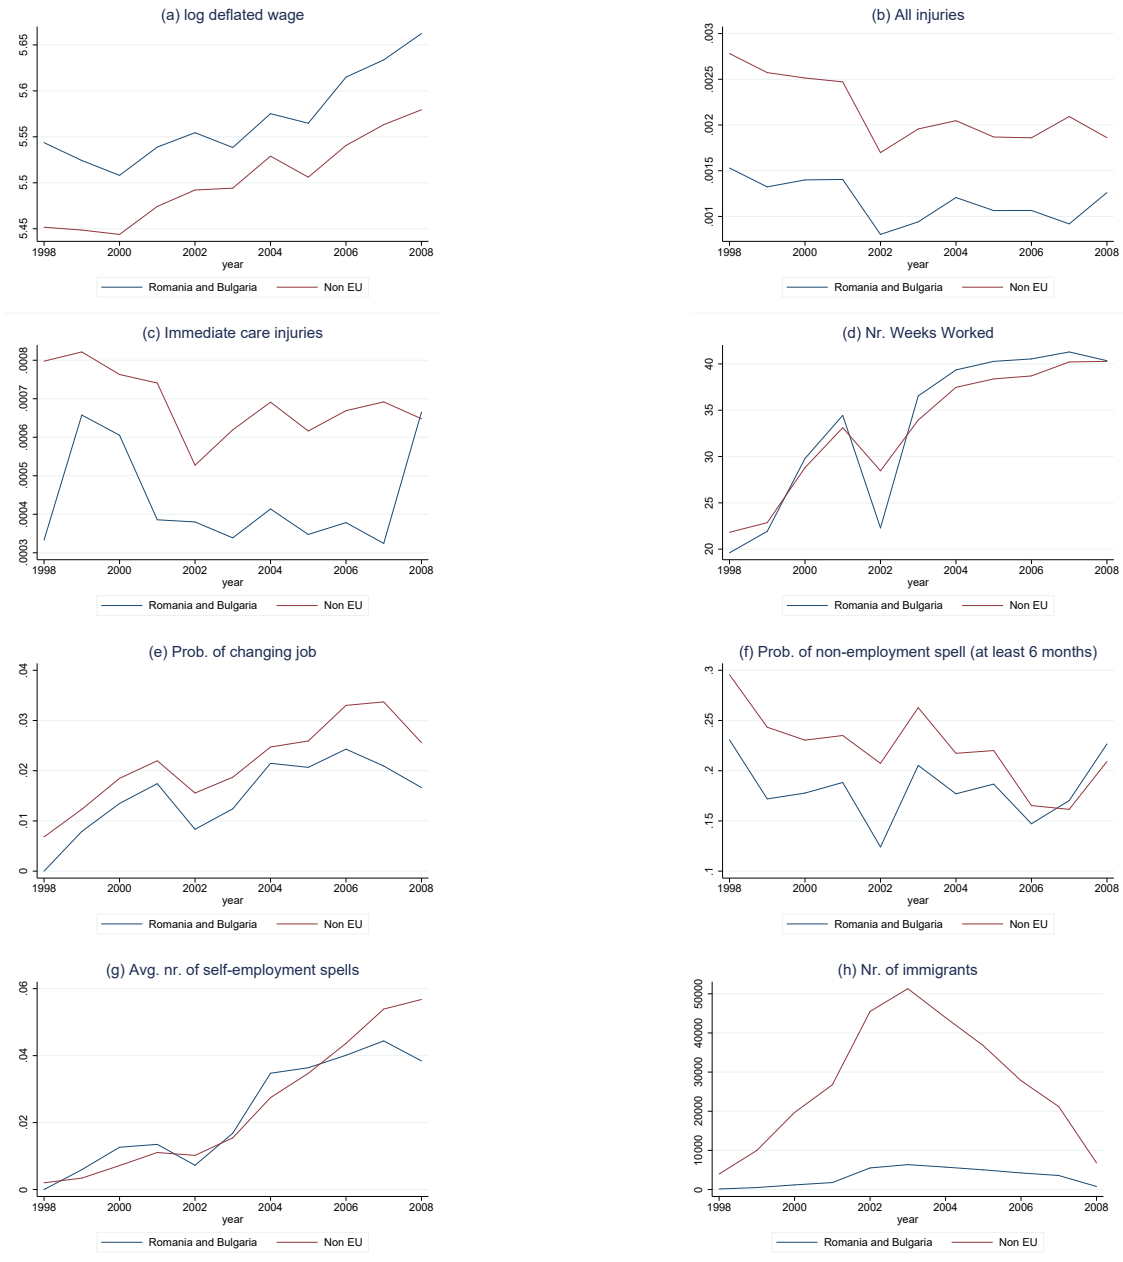 (a) log deflated wage
5.65
5.6
5.55
5.5
5.45
1998 2000 2002 2004 2006 2008
year
Romania and Bulgaria Non EU
(b) All injuries
.003
.0025
.002
.0015
.001
1998 2000 2002 2004 2006 2008
year
Romania and Bulgaria Non EU
(c) Immediate care injuries
.0008
.0007
.0006
.0005
.0004
.0003
1998 2000 2002 2004 2006 2008
year
Romania and Bulgaria Non EU
(d) Nr. Weeks Worked
40
35
30
25
20
1998 2000 2002 2004 2006 2008
year
Romania and Bulgaria Non EU
(e) Prob. of changing job
.04
.03
.02
.01
0
1998 2000 2002 2004 2006 2008
year
Romania and Bulgaria Non EU
(f) Prob. of non-employment spell (at least 6 months)
.3
.25
.2
.15
.1
1998 2000 2002 2004 2006 2008
year
Romania and Bulgaria Non EU
(g) Avg. nr. of self-employment spells
.06
.04
.02
0
1998 2000 2002 2004 2006 2008
year
Romania and Bulgaria Non EU
(h) Nr. of immigrants
50000
40000
30000
20000
10000
0
1998 2000 2002 2004 2006 2008
year
Romania and Bulgaria Non EU